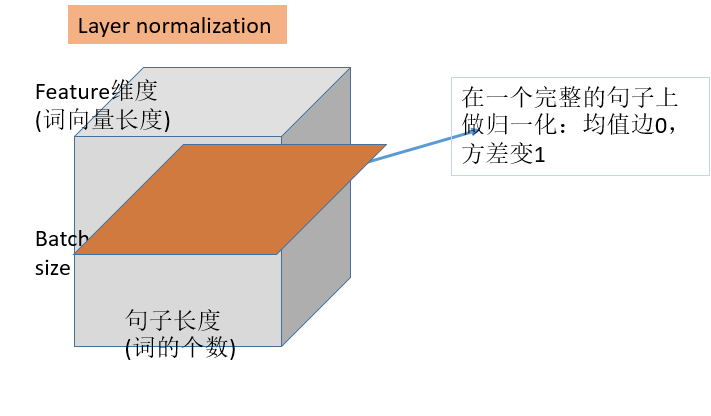 Layer normalization
Feature维度
(词向量长度)
在一个完整的句子上
做归一化：均值边0，
方差变1
Batch
size
句子长度
(词的个数)